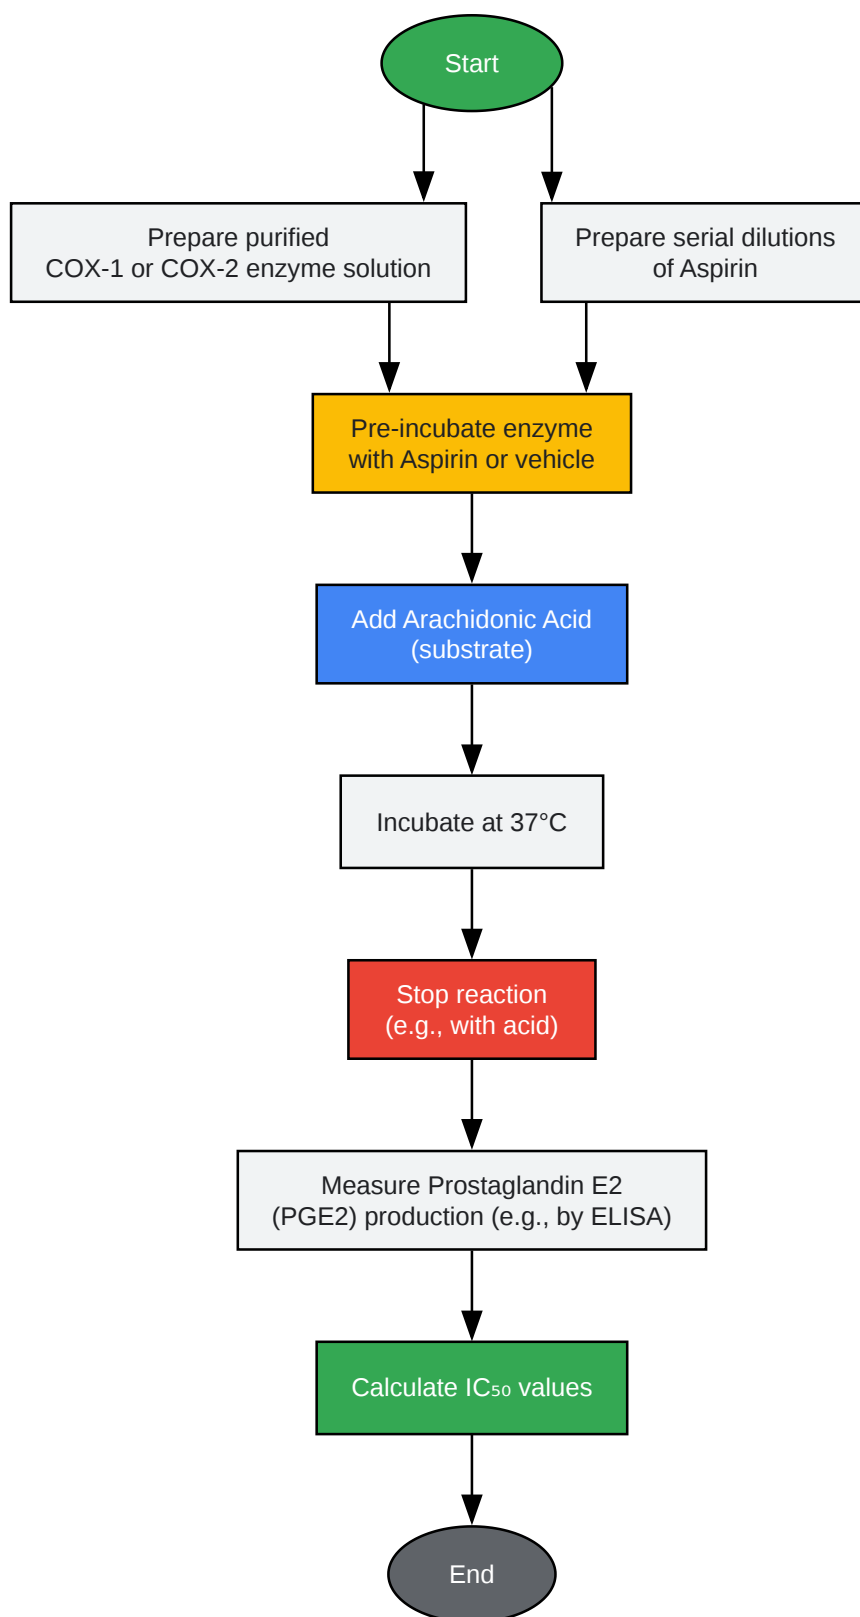 Start
Prepare purified
COX-1 or COX-2 enzyme solution
Prepare serial dilutions
of Aspirin
Pre-incubate enzyme
with Aspirin or vehicle
Add Arachidonic Acid
(substrate)
Incubate at 37°C
Stop reaction
(e.g., with acid)
Measure Prostaglandin E2
(PGE2) production (e.g., by ELISA)
Calculate IC₅₀ values
End